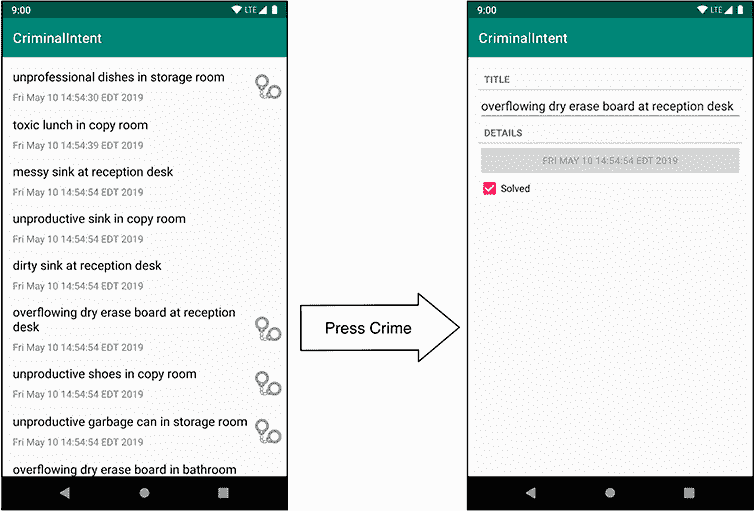 9:00
LTE
CriminalIntent
unprofessional dishes in storage room
Fri May 10 14:54:30 EDT 2019
toxic lunch in copy room
Fri May 10 14:54:39 EDT 2019
messy sink at reception desk
Fri May 10 14:54:54 EDT 2019
unproductive sink in copy room
Fri May 10 14:54:54 EDT 2019
dirty sink at reception desk
Fri May 10 14:54:54 EDT 2019
overflowing dry erase board at reception
desk
Fri May 10 14:54:54 EDT 2019
unproductive shoes in copy room
Fri May 10 14:54:54 EDT 2019
unproductive garbage can in storage room
Fri May 10 14:54:54 EDT 2019
overflowing dry erase board in bathroom
Press Crime
9:00
LTE
CriminalIntent
TITLE
overflowing dry erase board at reception desk
DETAILS
FRI MAY 10 14:54:54 EDT 2019
Solved